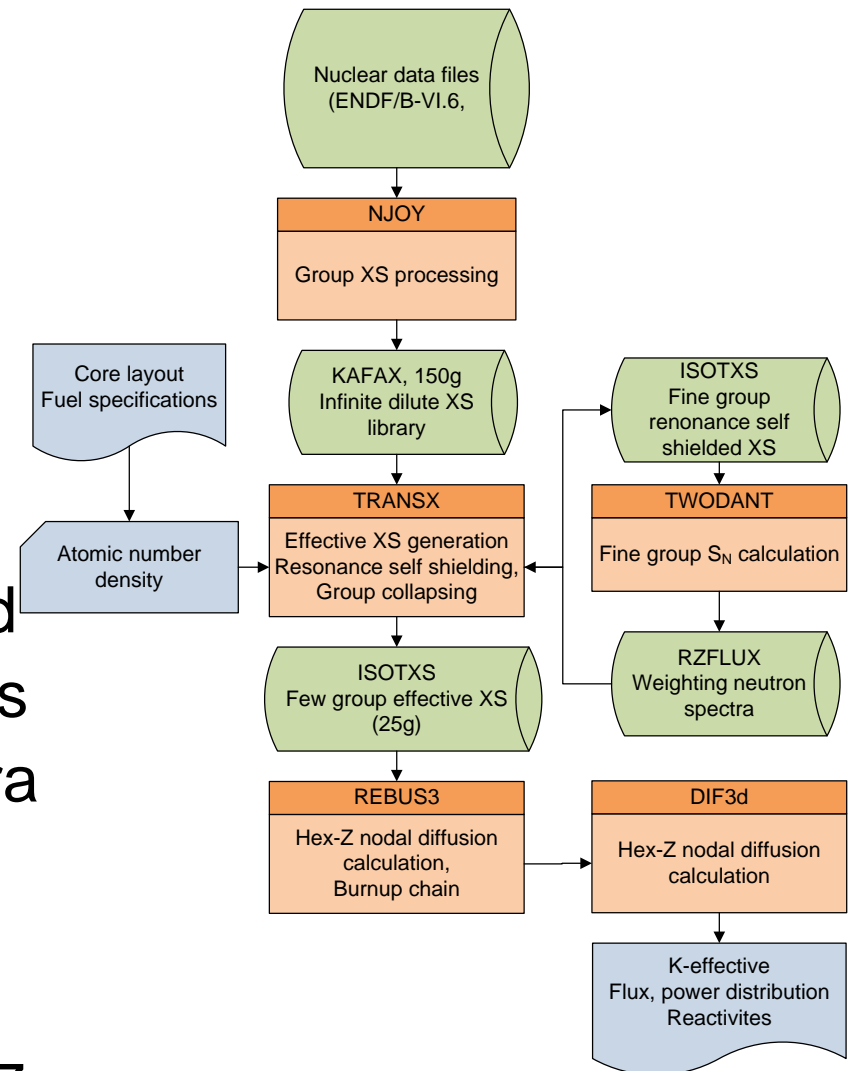 Nuclear data files
(ENDF/B-VI.6,
NJOY
Group XS processing
Core layout
Fuel specifications
KAFAX, 150g
Infinite dilute XS
library
ISOTXS
Fine group
renonance self
shielded XS
Atomic number
density
TRANSX
Effective XS generation
Resonance self shielding,
Group collapsing
TWODANT
Fine group SN calculation
RZFLUX
Weighting neutron
spectra
ISOTXS
Few group effective XS
(25g)
REBUS3
Hex-Z nodal diffusion
calculation,
Burnup chain
DIF3d
Hex-Z nodal diffusion
calculation
K-effective
Flux, power distribution
Reactivites
d
s
ra